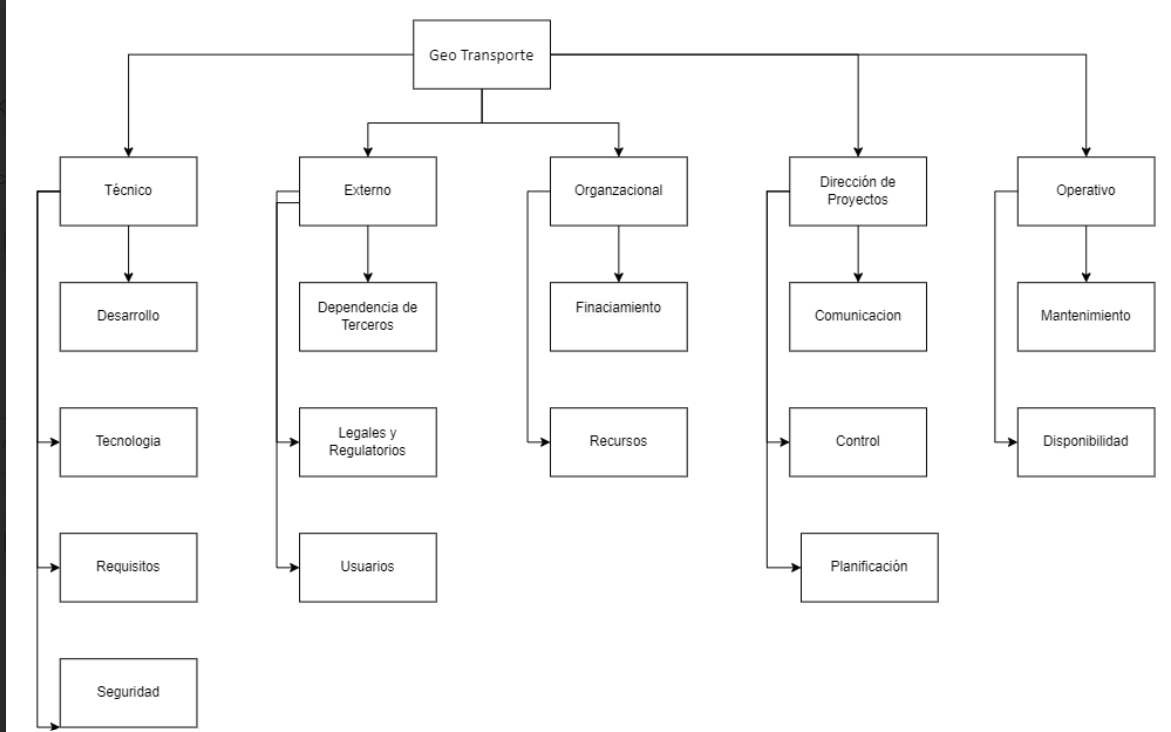 Geo Transporte
Técnico
Externo
Organzacional
Dirección de
Proyectos
Operativo
Desarrollo
Dependencia de
Terceros
Finaciamiento
Comunicacion
Mantenimiento
Tecnologia
Legales y
Regulatorios
Recursos
Control
Disponibilidad
Requisitos
Usuarios
Planificación
Seguridad